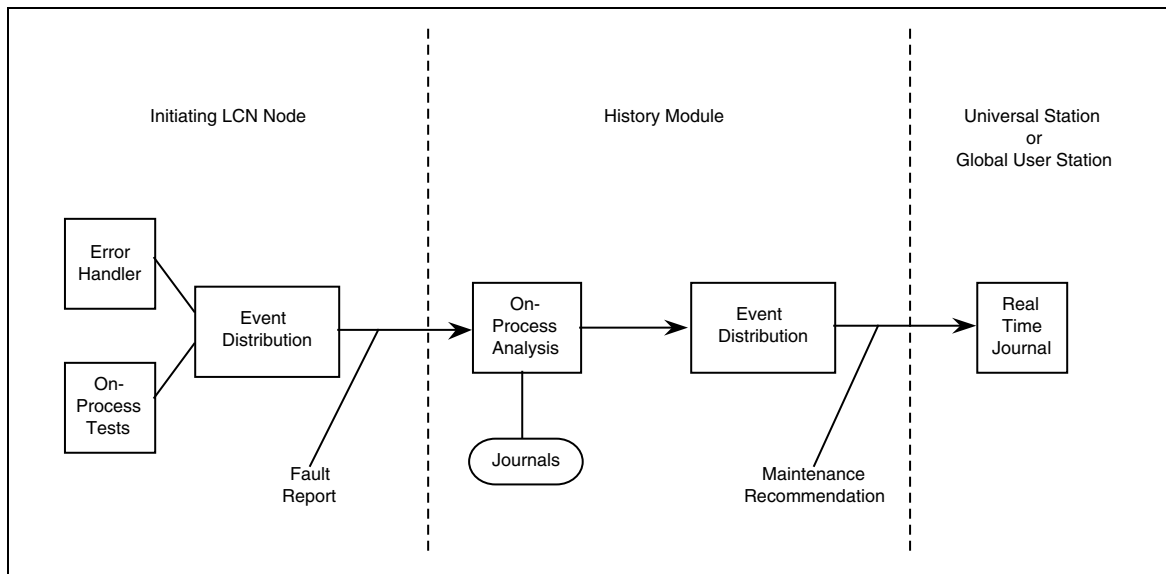 Initiating LCN Node
History Module
Universal Station
or
Global User Station
Error
Handler
On-
Process
Tests
Event
Distribution
Fault
Report
On-
Process
Analysis
Journals
Event
Distribution
Maintenance
Recommendation
Real
Time
Journal